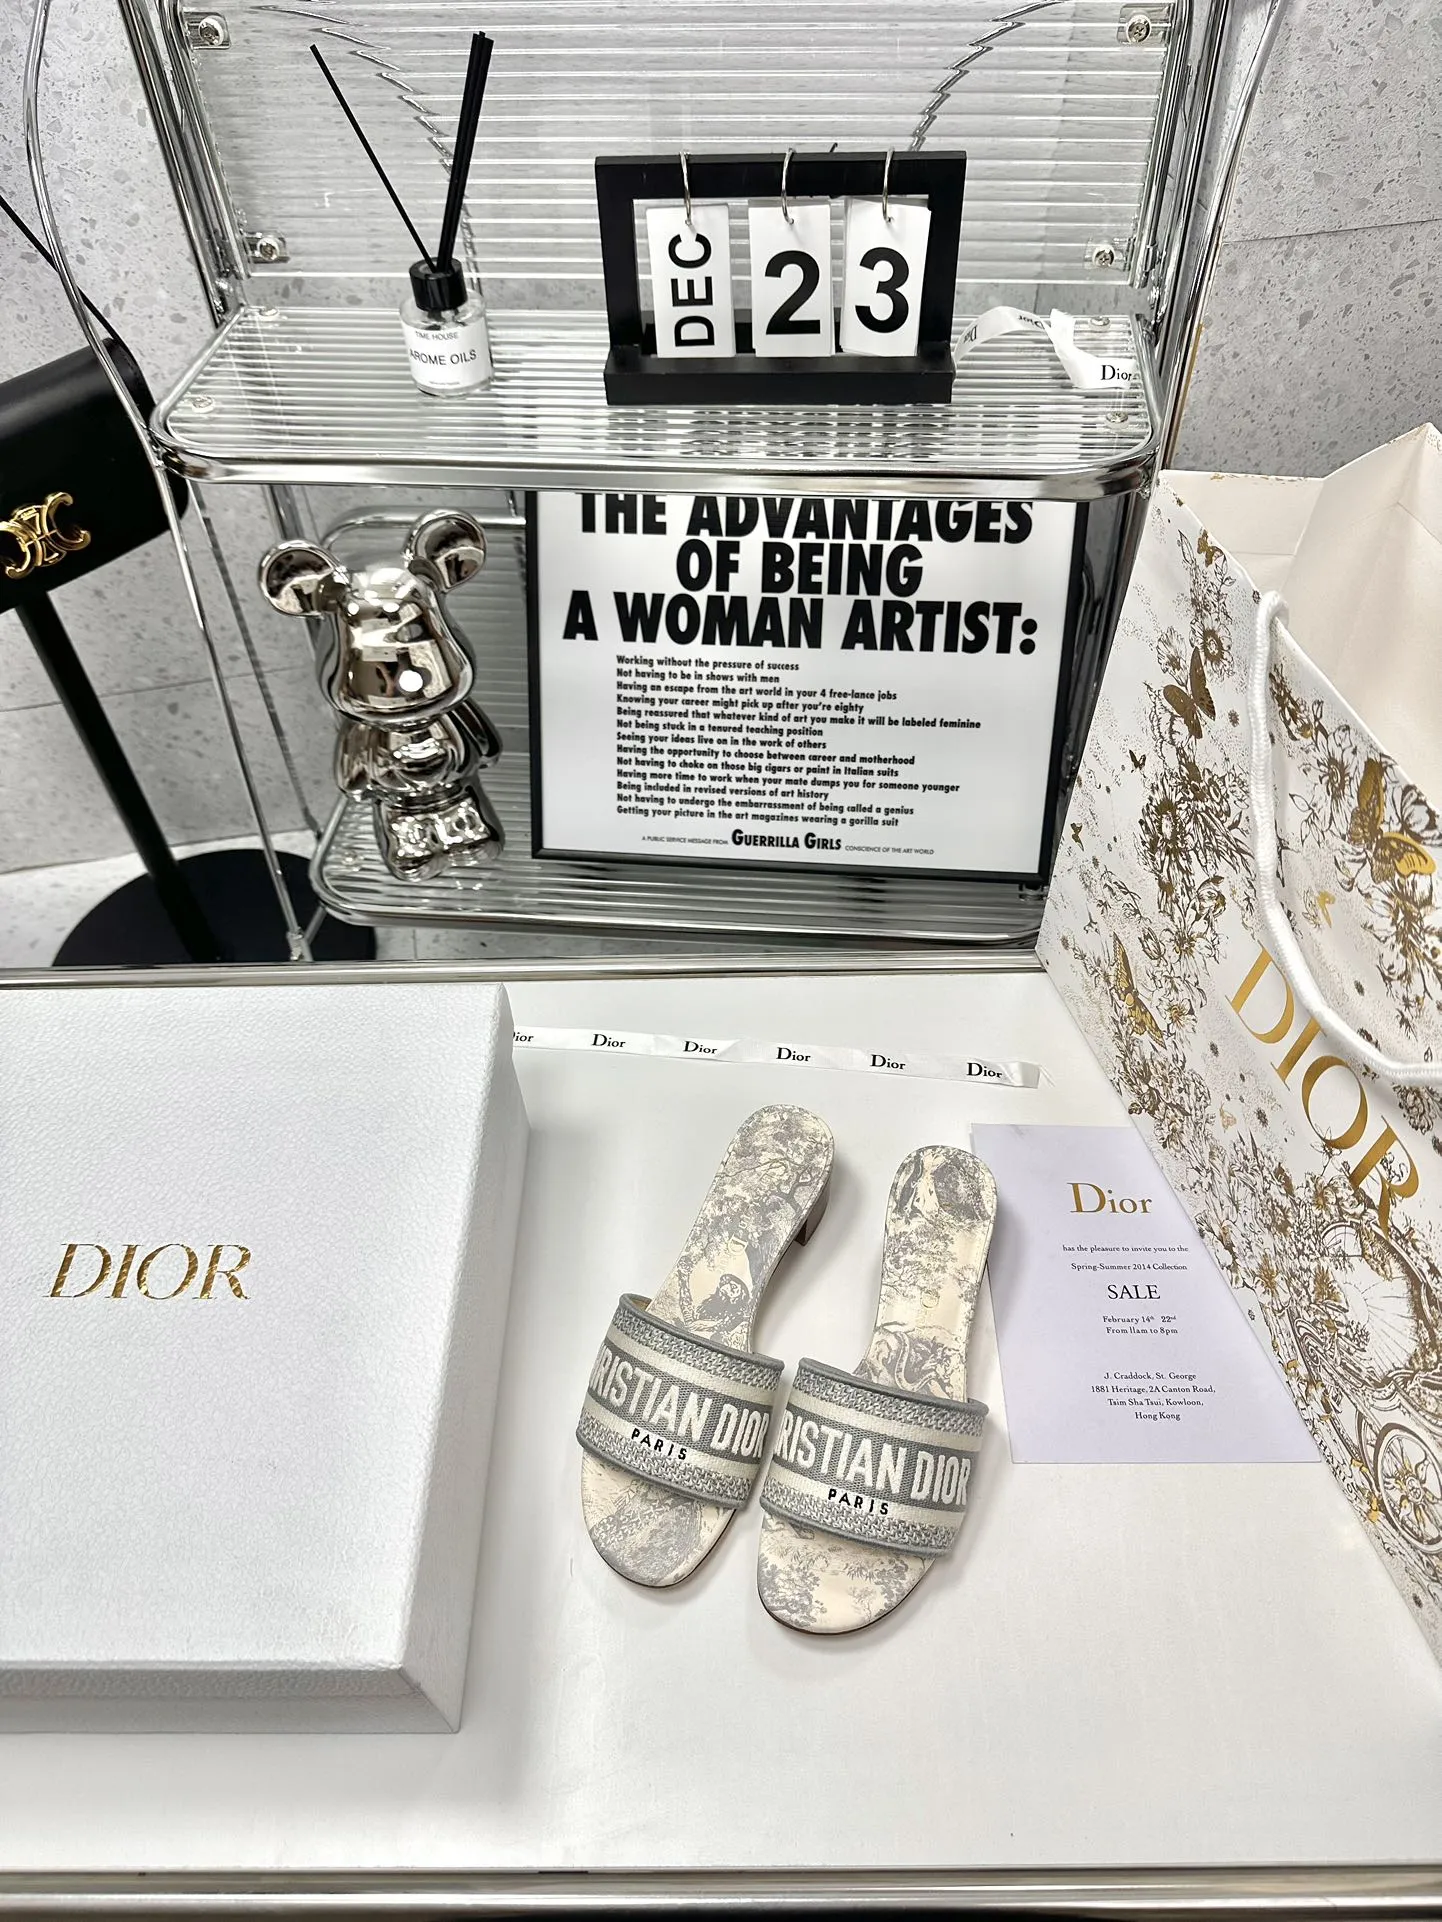 DEC 23
TIME HOUSE
AROME OILS
Dior
Dior
THE ADVANTAGES
OF BEING
A WOMAN ARTIST:
Working without the pressure of success
Not having to be in shows with men
Having an escape from the art world in your 4 free-lance jobs
Knowing your career might pick up after you're eighty
Being reassured that whatever kind of art you make it will be labeled feminine
Not being stuck in a tenured teaching position
Seeing your ideas live on in the work of others
Having the opportunity to choose between career and motherhood
Not having to choke on those big cigars or paint in Italian suits
Having more time to work when your mate dumps you for someone younger
Being included in revised versions of art history
Not having to undergo the embarrassment of being called a genius
Getting your picture in the art magazines wearing a gorilla suit
A PUBLIC SERVICE MESSAGE FROM GUERRILLA GIRLS CONSCIENCE OF THE ART WORLD
DIOR
ior Dior Dior Dior Dior Dior
DIOR
Dior
has the pleasure to invite you to the
Spring-Summer 2014 Collection
SALE
February 14th 22nd
From 11am to 8pm
J. Craddock, St. George
1881 Heritage, 2A Canton Road,
Tsim Sha Tsui, Kowloon,
Hong Kong
RISTIAN DIOR
PARIS
RISTIAN DIOR
PARIS